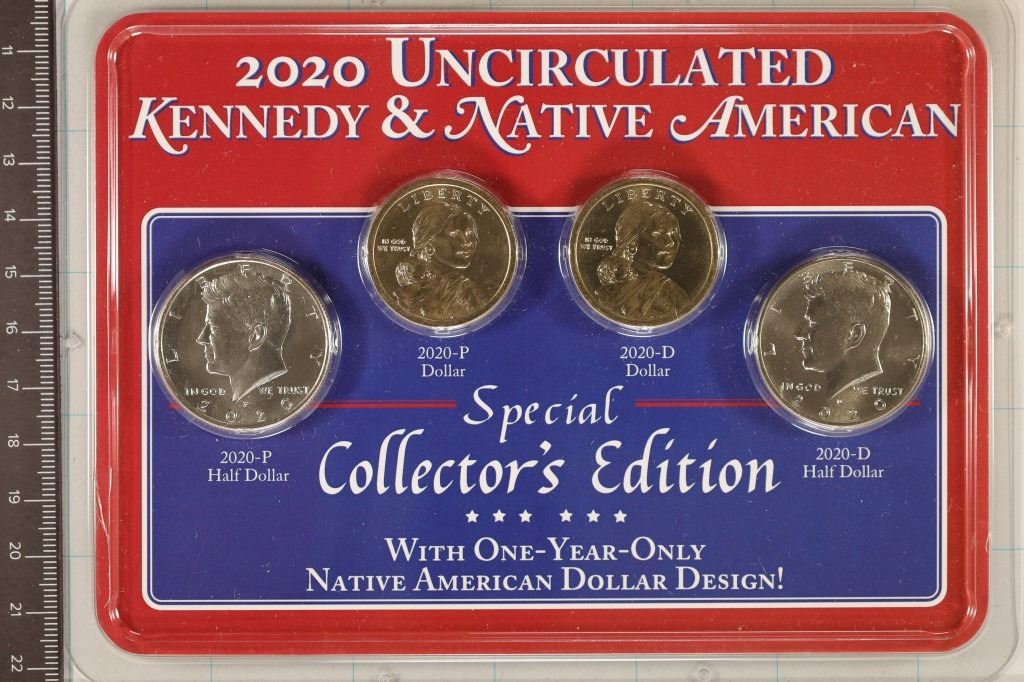 2020 UNCIRCULATED
KENNEDY & NATIVE AMERICAN
LIBERTY
IN GOD
WE TRUST
LIBERTY
IN GOD
WE TRUST
2020-P
Dollar
2020-D
Dollar
LIBERTY
IN GOD WE TRUST
P
2020
LIBERTY
IN GOD WE TRUST
D
2020
2020-P
Half Dollar
2020-D
Half Dollar
Special
Collector's Edition
WITH ONE-YEAR-ONLY
NATIVE AMERICAN DOLLAR DESIGN!
11
12
13
14
15
16
17
18
19
20
21
22